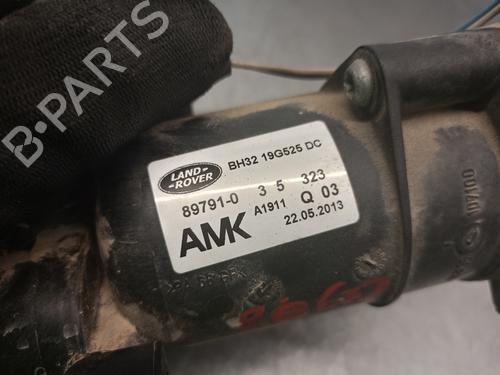 B-PARTS
LAND-
-ROVER
BH32 19G525 DC
89791-0 3 5 323
A1911 Q 03
AMK 22.05.2013